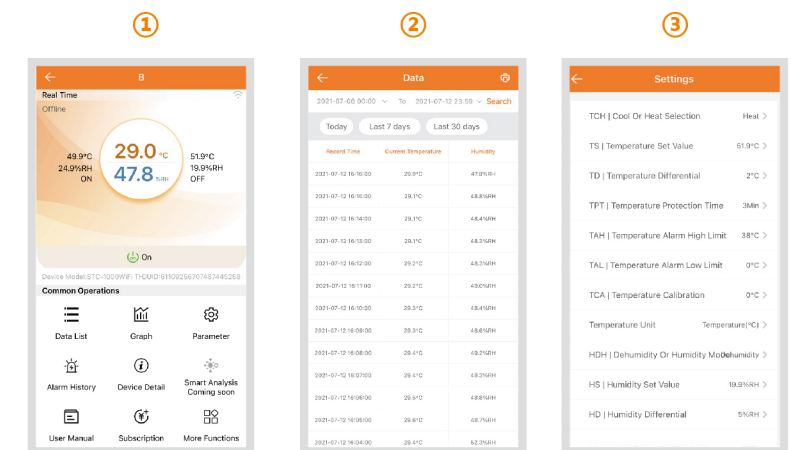 ① ② ③
B
Real Time
Offline
49.9°C
24.9%RH
ON
29.0 °C
47.8 %RH
51.9°C
19.9%RH
OFF
On
Device Model:STC-1000WIFI TH
Common Operations
Data List Graph Parameter
Alarm History Device Detail Smart Analysis
Coming soon
User Manual Subscription More Functions
Data
2021-07-06 00:00 To 2021-07-12 23:59 Search
Today Last 7 days Last 30 days
Record Time Current Temperature Humidity
2021-07-12 16:16:00 29.9°C 47.8%RH
2021-07-12 16:15:00 29.1°C 48.8%RH
2021-07-12 16:14:00 29.1°C 48.4%RH
2021-07-12 16:13:00 29.1°C 48.3%RH
2021-07-12 16:12:00 29.2°C 48.2%RH
2021-07-12 16:11:00 29.2°C 49.0%RH
2021-07-12 16:10:00 29.3°C 48.4%RH
2021-07-12 16:09:00 29.3°C 48.6%RH
2021-07-12 16:08:00 29.4°C 49.2%RH
2021-07-12 16:07:00 29.4°C 49.3%RH
2021-07-12 16:06:00 29.5°C 49.8%RH
2021-07-12 16:05:00 29.6°C 48.7%RH
2021-07-12 16:04:00 29.4°C 52.3%RH
Settings
TCH | Cool Or Heat Selection Heat
TS | Temperature Set Value 51.9°C
TD | Temperature Differential 2°C
TPT | Temperature Protection Time 3Min
TAH | Temperature Alarm High Limit 38°C
TAL | Temperature Alarm Low Limit 0°C
TCA | Temperature Calibration 0°C
Temperature Unit Temperature(°C)
HDH | Dehumidity Or Humidity humidity
HS | Humidity Set Value 19.9%RH
HD | Humidity Differential 5%RH